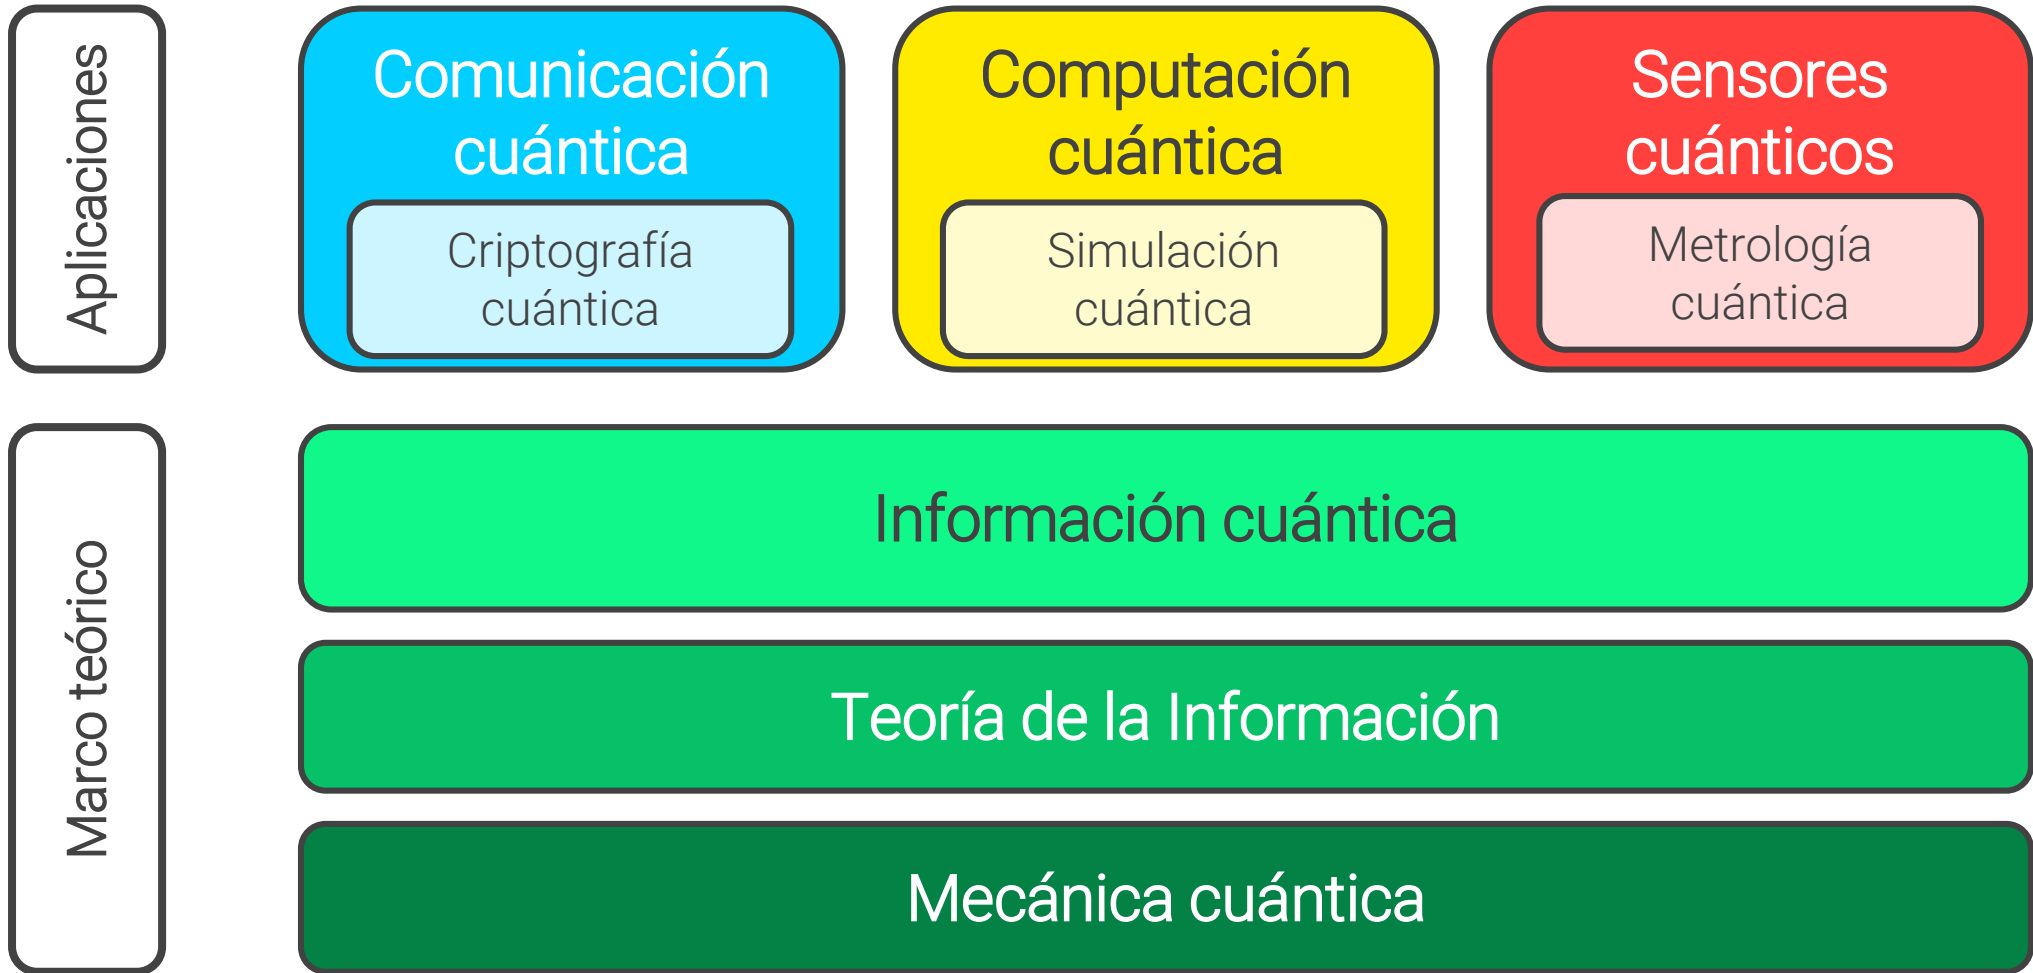 Aplicaciones
Comunicación
cuántica
Criptografía
cuántica
Computación
cuántica
Simulación
cuántica
Sensores
cuánticos
Metrología
cuántica
Marco teórico
Información cuántica
Teoría de la Información
Mecánica cuántica